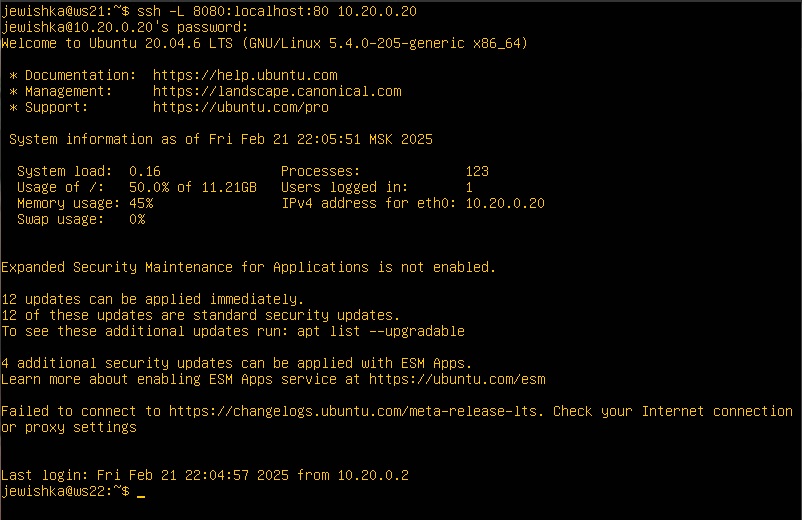 jewishka@ws21:~$ ssh -L 8080:localhost:80 10.20.0.20
jewishka@10.20.0.20's password:
Welcome to Ubuntu 20.04.6 LTS (GNU/Linux 5.4.0-205-generic x86_64)
* Documentation:  https://help.ubuntu.com
* Management:     https://landscape.canonical.com
* Support:        https://ubuntu.com/pro
System information as of Fri Feb 21 22:05:51 MSK 2025
System load:  0.16               Processes:             123
Usage of /:   50.0% of 11.21GB   Users logged in:       1
Memory usage: 45%                IPv4 address for eth0: 10.20.0.20
Swap usage:   0%
Expanded Security Maintenance for Applications is not enabled.
12 updates can be applied immediately.
12 of these updates are standard security updates.
To see these additional updates run: apt list --upgradable
4 additional security updates can be applied with ESM Apps.
Learn more about enabling ESM Apps service at https://ubuntu.com/esm
Failed to connect to https://changelogs.ubuntu.com/meta-release-lts. Check your Internet connection
or proxy settings
Last login: Fri Feb 21 22:04:57 2025 from 10.20.0.2
jewishka@ws22:~$ _